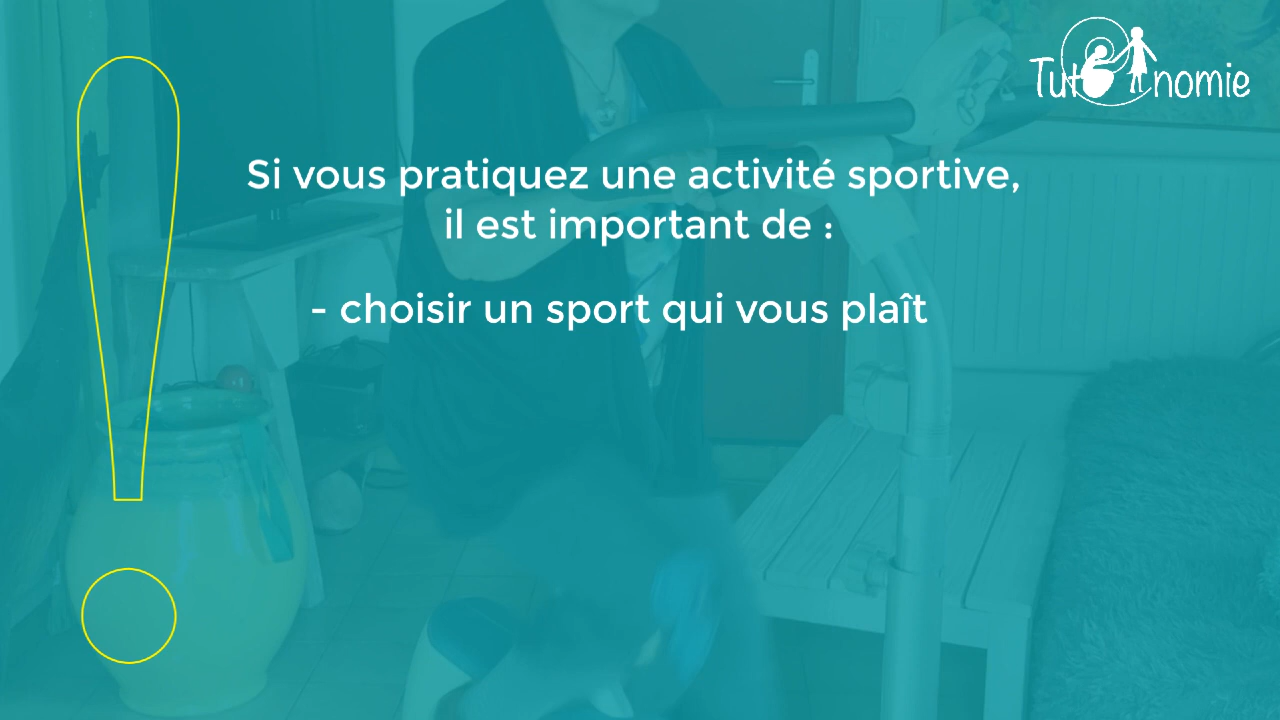 Tutonomie
Si vous pratiquez une activité sportive,
il est important de :
- choisir un sport qui vous plaît